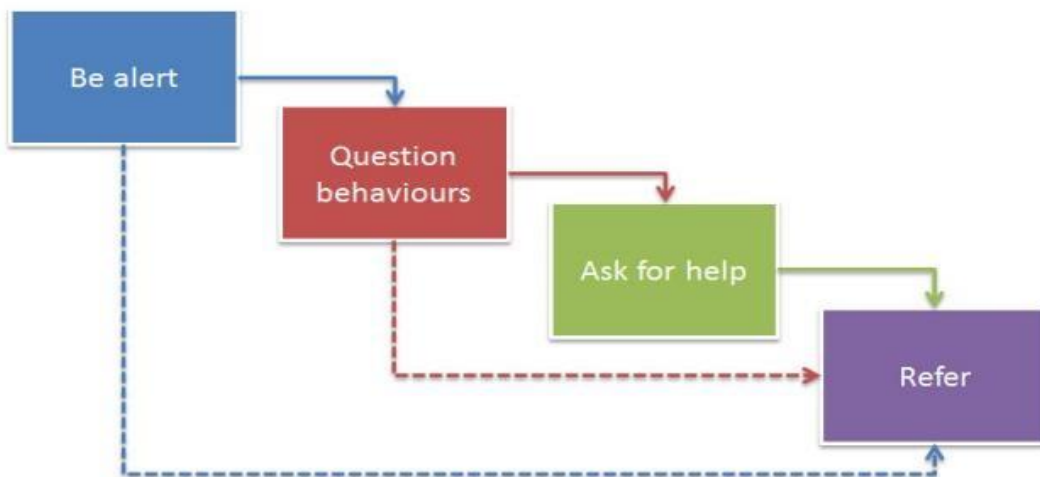 Be alert
Question
behaviours
Ask for help
Refer